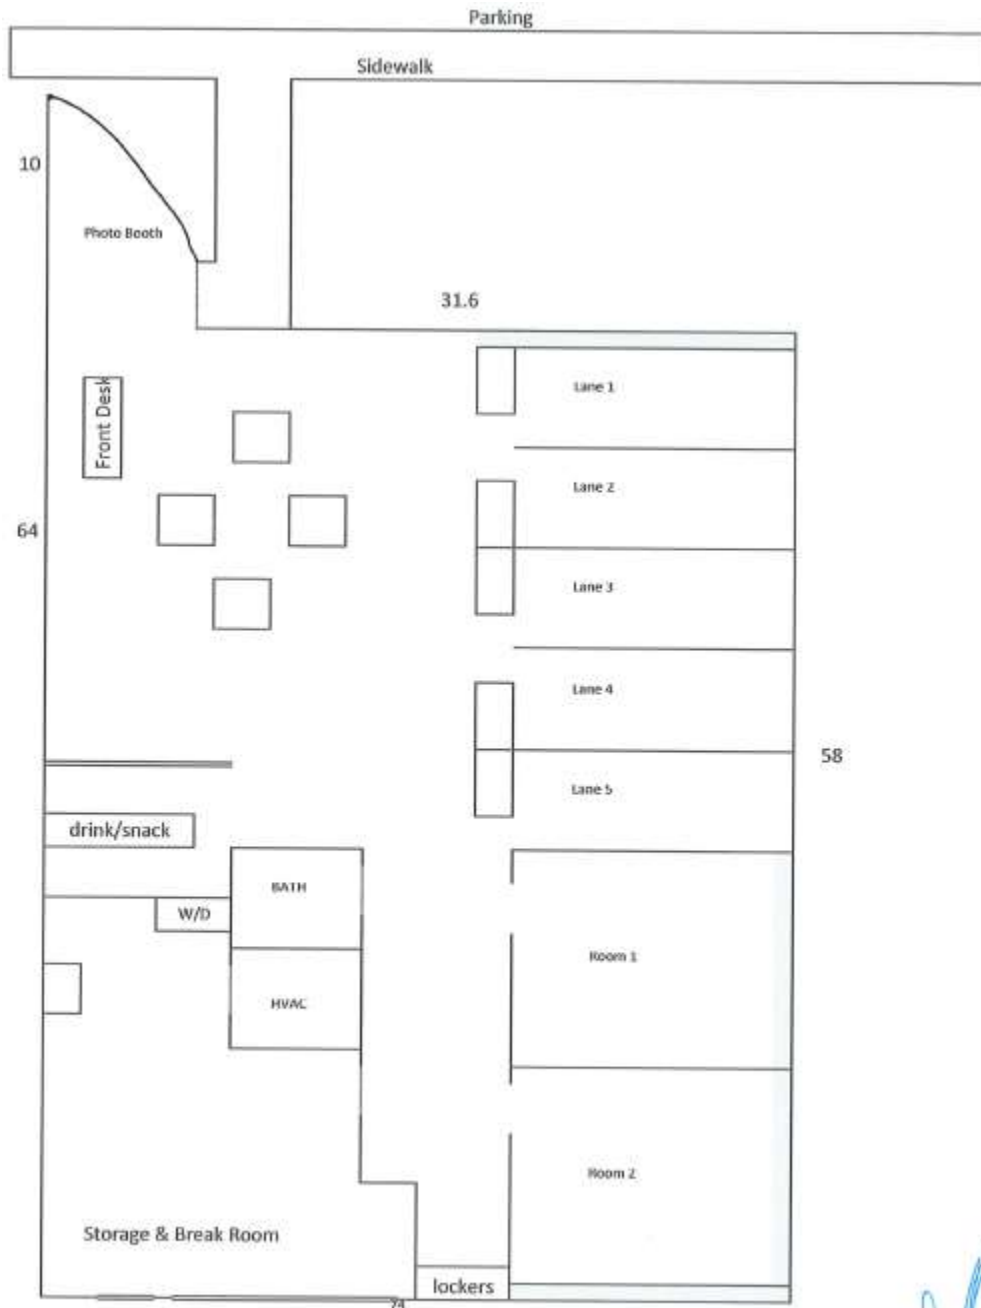 Parking
Sidewalk
10
Photo Booth
31.6
Lane 1
Front Desk
Lane 2
64
Lane 3
Lane 4
58
Lane 5
drink/snack
BATH
W/D
Room 1
HVAC
Room 2
Storage & Break Room
lockers